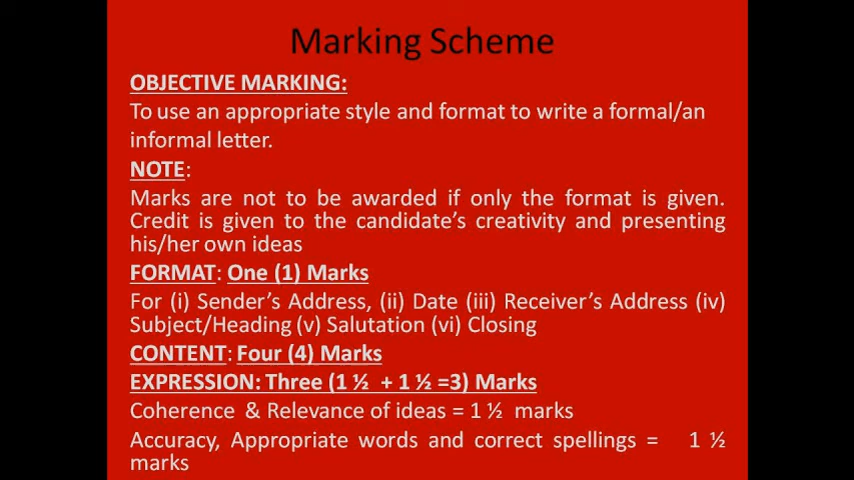 Marking Scheme
OBJECTIVE MARKING:
To use an appropriate style and format to write a formal/an
informal letter.
NOTE:
Marks are not to be awarded if only the format is given.
Credit is given to the candidate's creativity and presenting
his/her own ideas
FORMAT: One (1) Marks
For (i) Sender's Address, (ii) Date (iii) Receiver's Address (iv)
Subject/Heading (v) Salutation (vi) Closing
CONTENT: Four (4) Marks
EXPRESSION: Three (1 ½ + 1 ½ =3) Marks
Coherence & Relevance of ideas = 1 ½ marks
Accuracy, Appropriate words and correct spellings = 1 ½
marks